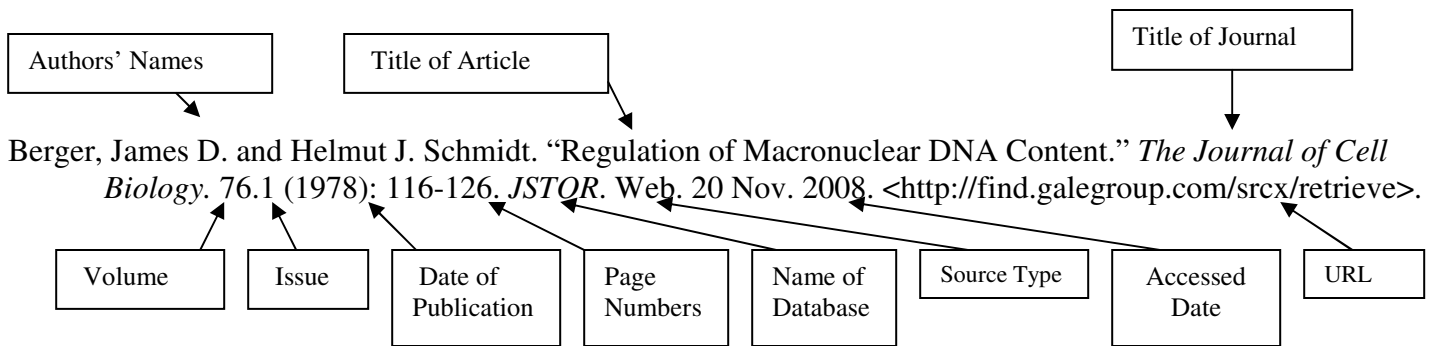 Title of Journal
Authors’ Names
Title of Article
Berger, James D. and Helmut J. Schmidt. “Regulation of Macronuclear DNA Content.” The Journal of Cell
Biology. 76.1 (1978): 116-126. JSTOR. Web. 20 Nov. 2008. <http://find.galegroup.com/srcx/retrieve>.
Volume
Issue
Date of
Publication
Page
Numbers
Name of
Database
Source Type
Accessed
Date
URL